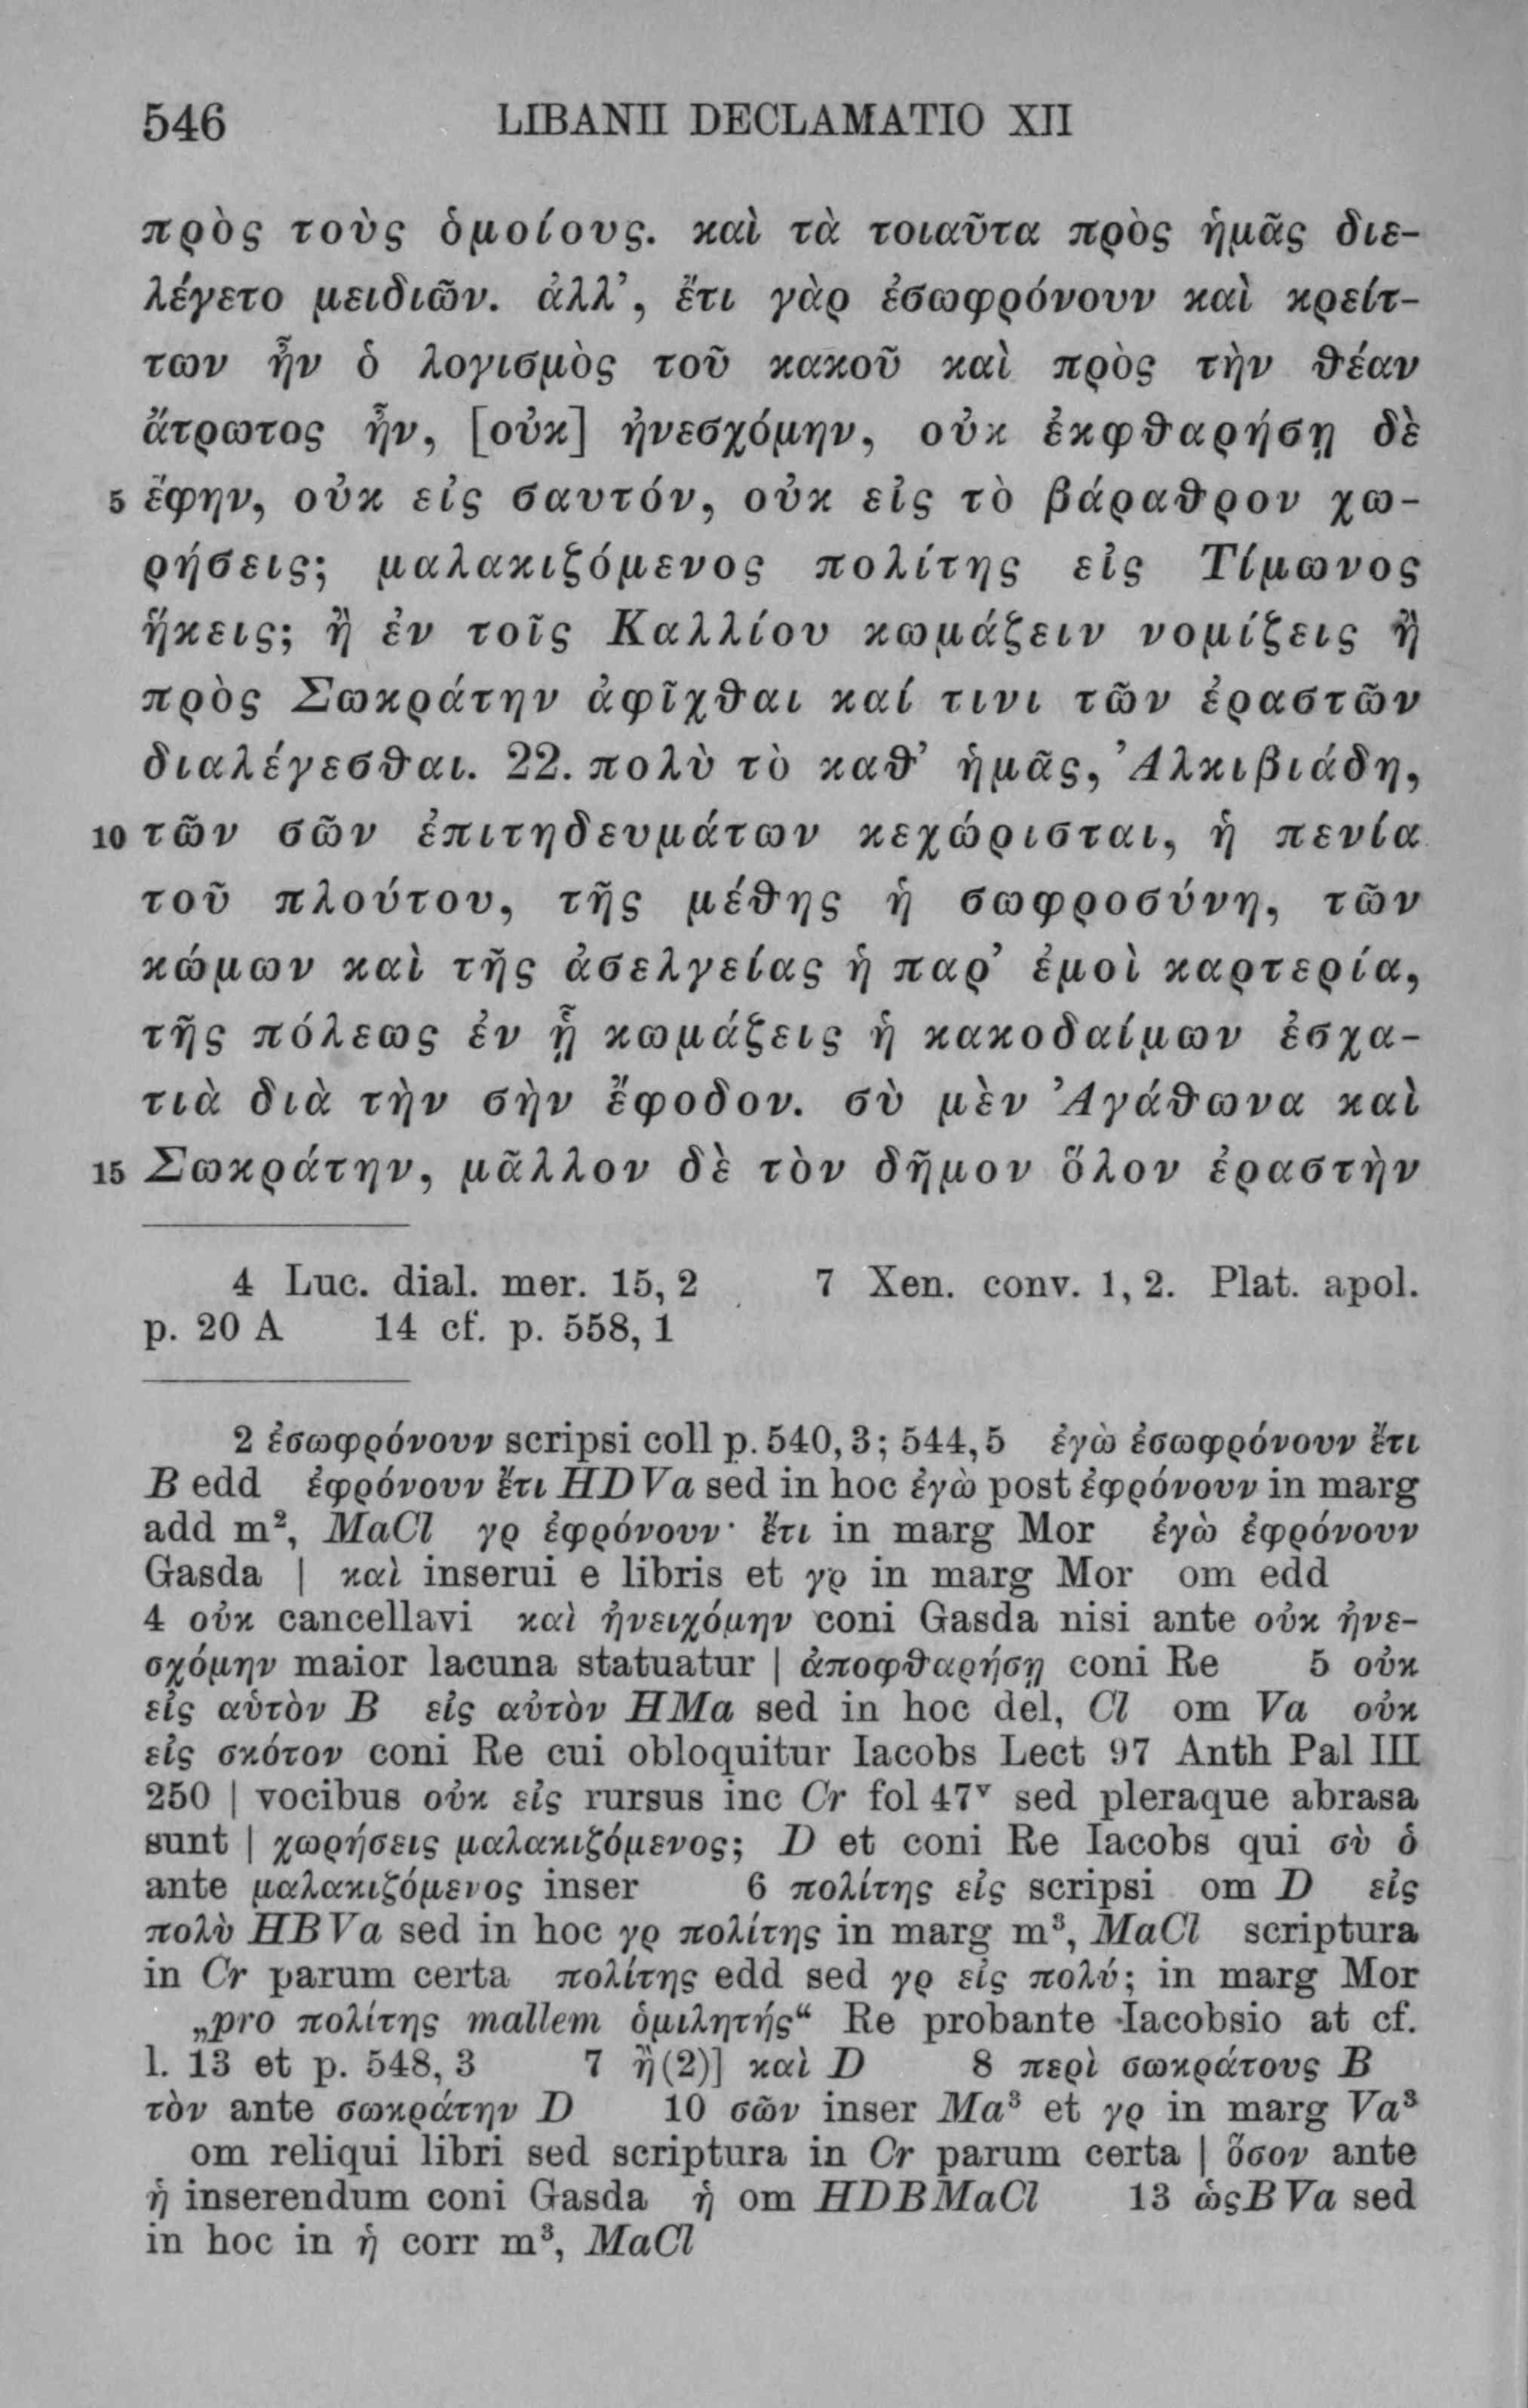 546 LIBANII DECLAMATIO XII
πρὸς τοὺς ὁμοίους. καὶ τὰ τοιαῦτα πρὸς ἡμᾶς διε-
λέγετο μειδιῶν. ἀλλ’, ἔτι γὰρ ἐσωφρόνουν καὶ κρείτ-
των ἦν ὁ λογισμὸς τοῦ κακοῦ καὶ πρὸς τὴν θέαν
ἄτρωτος ἦν, [οὐκ] ἠνεσχόμην, οὐκ ἐκφθαρήσῃ δὲ
5 ἔφην, οὐκ εἰς σαυτόν, οὐκ εἰς τὸ βάραθρον χω-
ρήσεις; μαλακιζόμενος πολίτης εἰς Τίμωνος
ἥκεις; ἢ ἐν τοῖς Καλλίου κωμάζειν νομίζεις ἢ
πρὸς Σωκράτην ἀφῖχθαι καί τινι τῶν ἐραστῶν
διαλέγεσθαι. 22. πολὺ τὸ καθ’ ἡμᾶς, Ἀλκιβιάδη,
10 τῶν σῶν ἐπιτηδευμάτων κεχώρισται, ἡ πενία
τοῦ πλούτου, τῆς μέθης ἡ σωφροσύνη, τῶν
κώμων καὶ τῆς ἀσελγείας ἡ παρ’ ἐμοὶ καρτερία,
τῆς πόλεως ἐν ᾗ κωμάζεις ἡ κακοδαίμων ἐσχα-
τιὰ διὰ τὴν σὴν ἔφοδον. σὺ μὲν Ἀγάθωνα καὶ
15 Σωκράτην, μᾶλλον δὲ τὸν δῆμον ὅλον ἐραστὴν
4 Luc. dial. mer. 15, 2 7 Xen. conv. 1, 2. Plat. apol.
p. 20 A 14 cf. p. 558, 1
2 ἐσωφρόνουν scripsi coll p. 540, 3; 544, 5 ἐγὼ ἐσωφρόνουν ἔτι
B edd ἐφρόνουν ἔτι HDVa sed in hoc ἐγὼ post ἐφρόνουν in marg
add m², MaCl γρ ἐφρόνουν· ἔτι in marg Mor ἐγὼ ἐφρόνουν
Gasda | καὶ inserui e libris et γρ in marg Mor om edd
4 οὐκ cancellavi καὶ ἠνειχόμην coni Gasda nisi ante οὐκ ἠνε-
σχόμην maior lacuna statuatur | ἀποφθαρήσῃ coni Re 5 οὐκ
εἰς αὑτὸν B εἰς αὐτὸν HMa sed in hoc del, Cl om Va οὐκ
εἰς σκότον coni Re cui obloquitur Iacobs Lect 97 Anth Pal III
250 | vocibus οὐκ εἰς rursus inc Cr fol 47ᵛ sed pleraque abrasa
sunt | χωρήσεις μαλακιζόμενος; D et coni Re Iacobs qui σὺ ὁ
ante μαλακιζόμενος inser 6 πολίτης εἰς scripsi om D εἰς
πολὺ HBVa sed in hoc γρ πολίτης in marg m³, MaCl scriptura
in Cr parum certa πολίτης edd sed γρ εἰς πολύ; in marg Mor
„pro πολίτης mallem ὁμιλητής“ Re probante Iacobsio at cf.
l. 13 et p. 548, 3 7 ἢ(2)] καὶ D 8 περὶ σωκράτους B
τὸν ante σωκράτην D 10 σῶν inser Ma³ et γρ in marg Va³
om reliqui libri sed scriptura in Cr parum certa | ὅσον ante
ἡ inserendum coni Gasda ἡ om HDBMaCl 13 ὡς B Va sed
in hoc in ἡ corr m³, MaCl